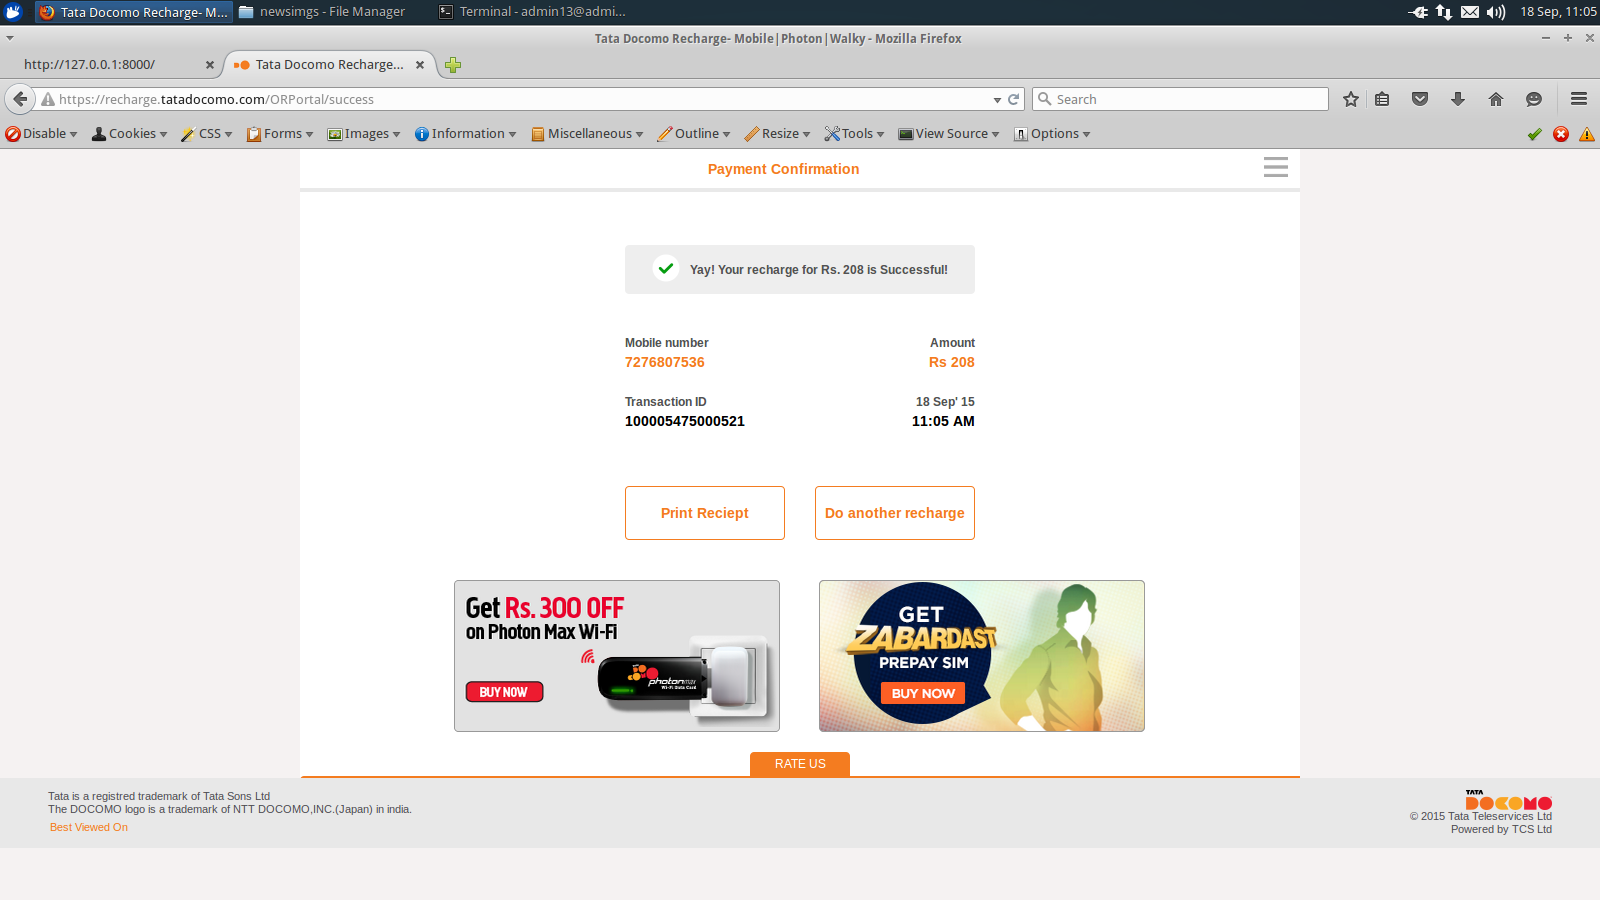 Tata Docomo Recharge- M...
newsimgs - File Manager
Terminal - admin13@admi...
18 Sep, 11:05
Tata Docomo Recharge- Mobile|Photon|Walky - Mozilla Firefox
http://127.0.0.1:8000/
Tata Docomo Recharge...
https://recharge.tatadocomo.com/ORPortal/success
Search
Disable
Cookies
CSS
Forms
Images
Information
Miscellaneous
Outline
Resize
Tools
View Source
Options
Payment Confirmation
Yay! Your recharge for Rs. 208 is Successful!
Mobile number
Amount
7276807536
Rs 208
Transaction ID
18 Sep' 15
100005475000521
11:05 AM
Print Reciept
Do another recharge
Get Rs. 300 OFF
on Photon Max Wi-Fi
photon max
Wi-Fi Data Card
BUY NOW
GET
ZABARDAST
PREPAY SIM
BUY NOW
RATE US
Tata is a registred trademark of Tata Sons Ltd
The DOCOMO logo is a trademark of NTT DOCOMO,INC.(Japan) in india.
Best Viewed On
TATA
DOCOMO
© 2015 Tata Teleservices Ltd
Powered by TCS Ltd